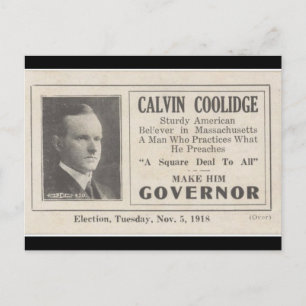 CALVIN COOLIDGE
Sturdy American
Believer in Massachusetts
A Man Who Practices What
He Preaches
"A Square Deal To All"
MAKE HIM
GOVERNOR
Election, Tuesday, Nov. 5, 1918
(Over)